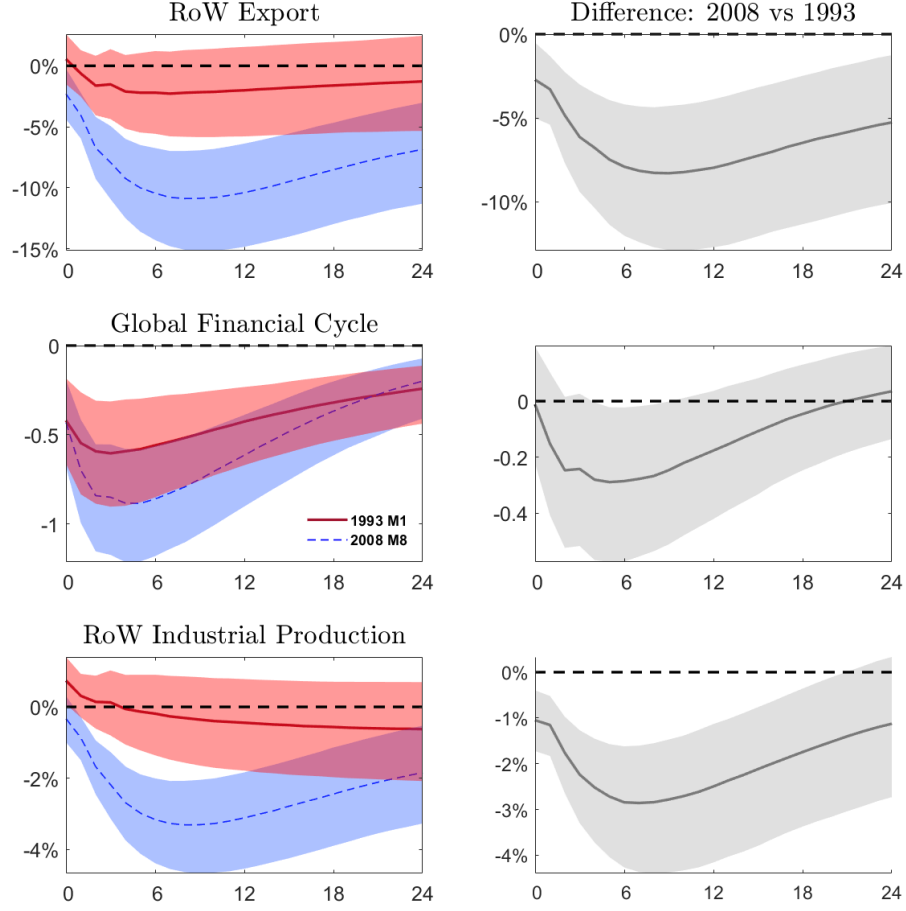 RoW Export
Difference: 2008 vs 1993
0%
-5%
-10%
-15%
0 6 12 18 24
0%
-5%
-10%
0 6 12 18 24
Global Financial Cycle
0
-0.5
-1
1993 M1
2008 M8
0 6 12 18 24
0
-0.2
-0.4
0 6 12 18 24
RoW Industrial Production
0%
-2%
-4%
0 6 12 18 24
0%
-1%
-2%
-3%
-4%
0 6 12 18 24